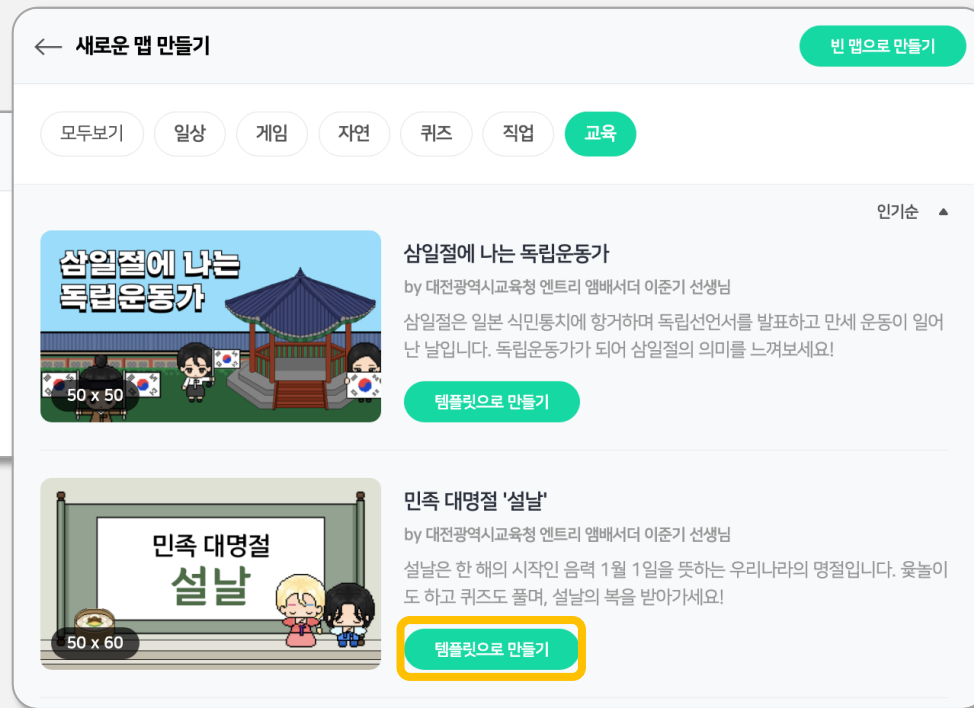 새로운 맵 만들기
빈 맵으로 만들기
모두보기
일상
게임
자연
퀴즈
직업
교육
인기순
삼일절에 나는
독립운동가
50 x 50
삼일절에 나는 독립운동가
by 대전광역시교육청 엔트리 앰배서더 이준기 선생님
삼일절은 일본 식민통치에 항거하며 독립선언서를 발표하고 만세 운동이 일어
난 날입니다. 독립운동가가 되어 삼일절의 의미를 느껴보세요!
템플릿으로 만들기
민족 대명절
설날
50 x 60
민족 대명절 '설날'
by 대전광역시교육청 엔트리 앰배서더 이준기 선생님
설날은 한 해의 시작인 음력 1월 1일을 뜻하는 우리나라의 명절입니다. 윷놀이
도 하고 퀴즈도 풀며, 설날의 복을 받아가세요!
템플릿으로 만들기